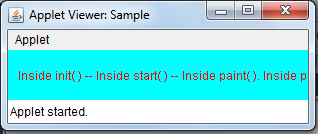 Applet Viewer: Sample
Applet
Inside init( ) -- Inside start( ) -- Inside paint( ). Inside p
Applet started.